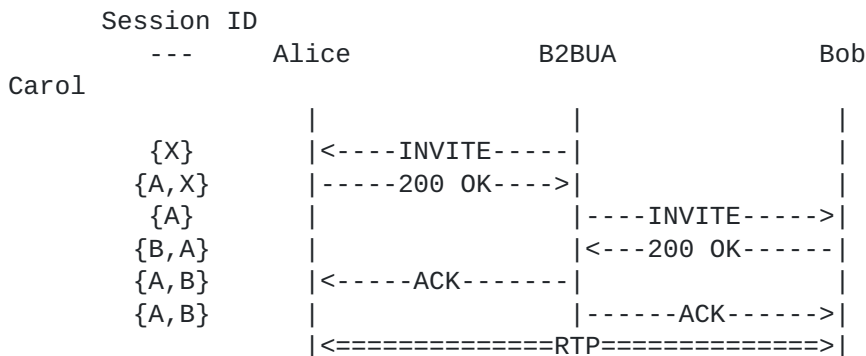 Session ID
--- Alice B2BUA Bob
Carol
| | |
{X} |<----INVITE-----| |
{A,X} |-----200 OK---->| |
{A} | |----INVITE----->|
{B,A} | |<---200 OK------|
{A,B} |<-----ACK-------| |
{A,B} | |------ACK------>|
|<==============RTP==============>|